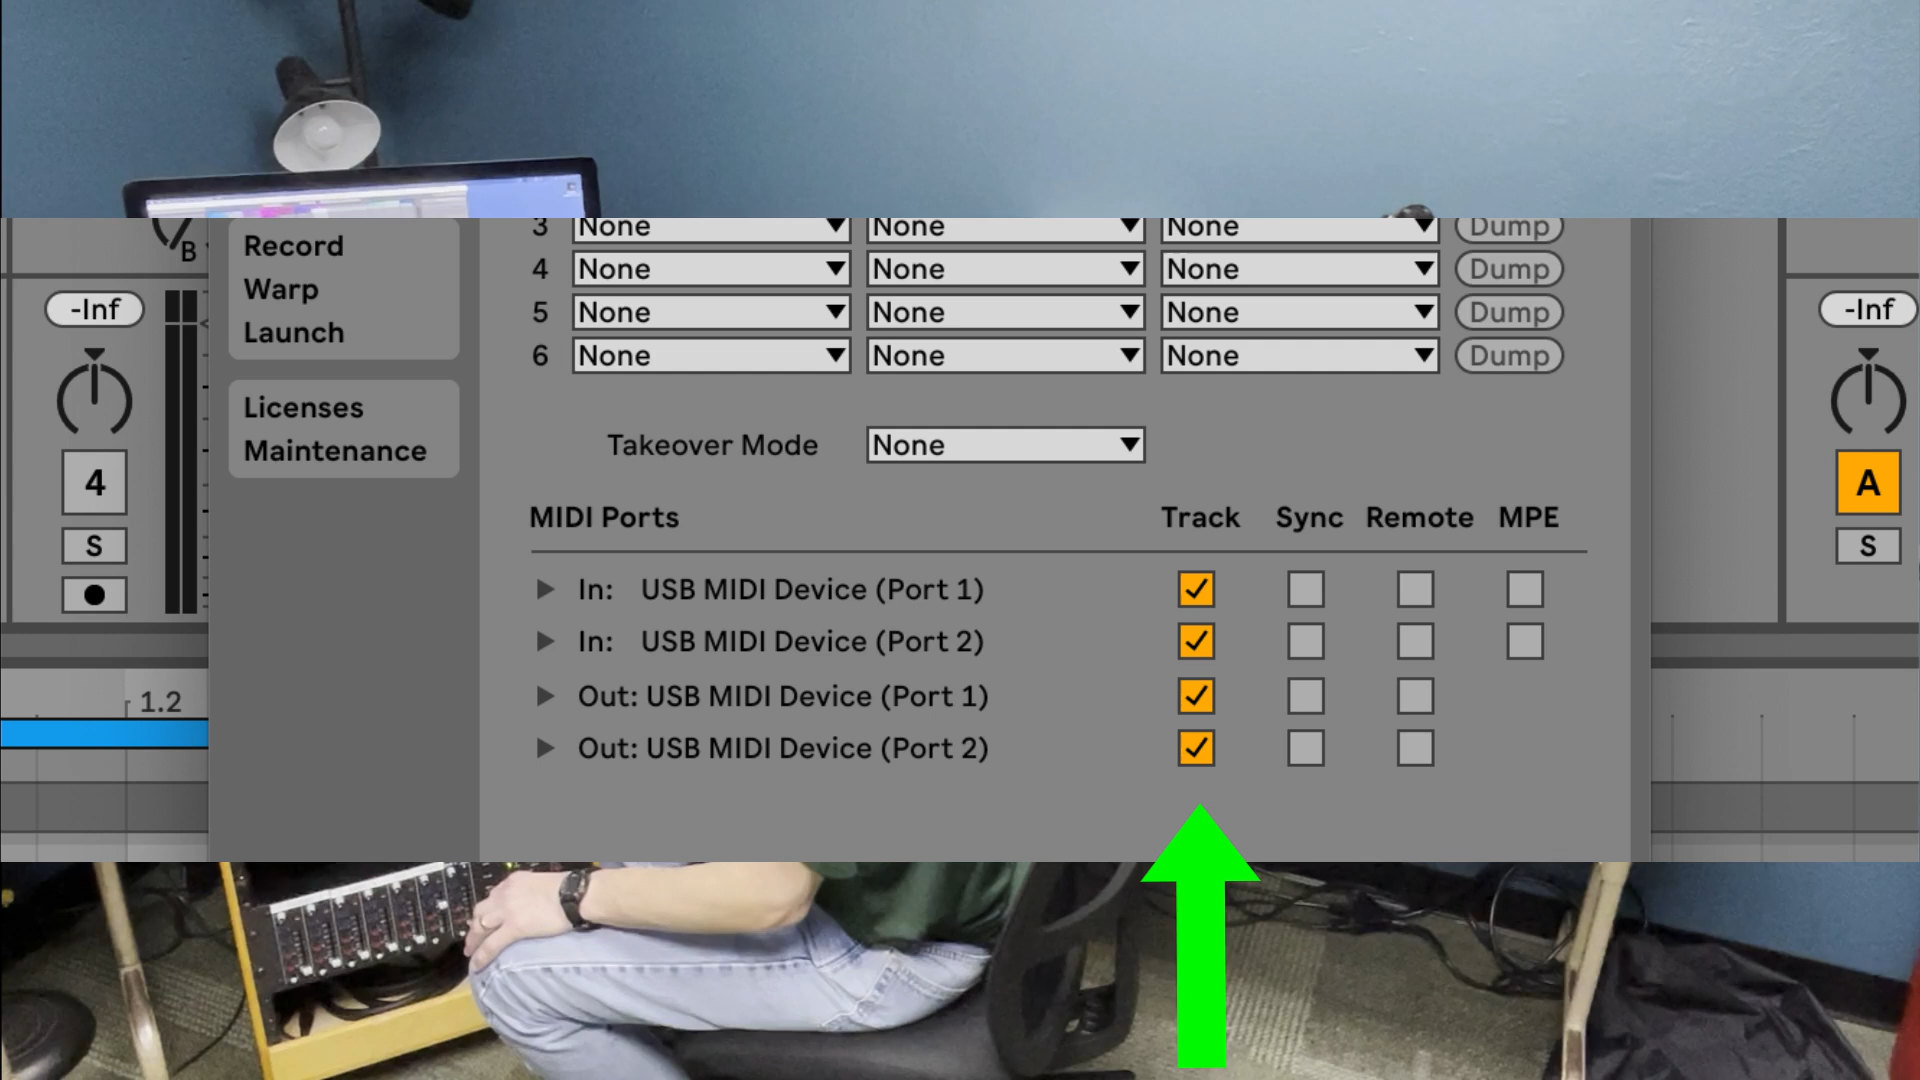 B
-Inf
4
S
1.2
Record
Warp
Launch
Licenses
Maintenance
3 None None None Dump
4 None None None Dump
5 None None None Dump
6 None None None Dump
Takeover Mode None
MIDI Ports Track Sync Remote MPE
In: USB MIDI Device (Port 1)
In: USB MIDI Device (Port 2)
Out: USB MIDI Device (Port 1)
Out: USB MIDI Device (Port 2)
-Inf
A
S